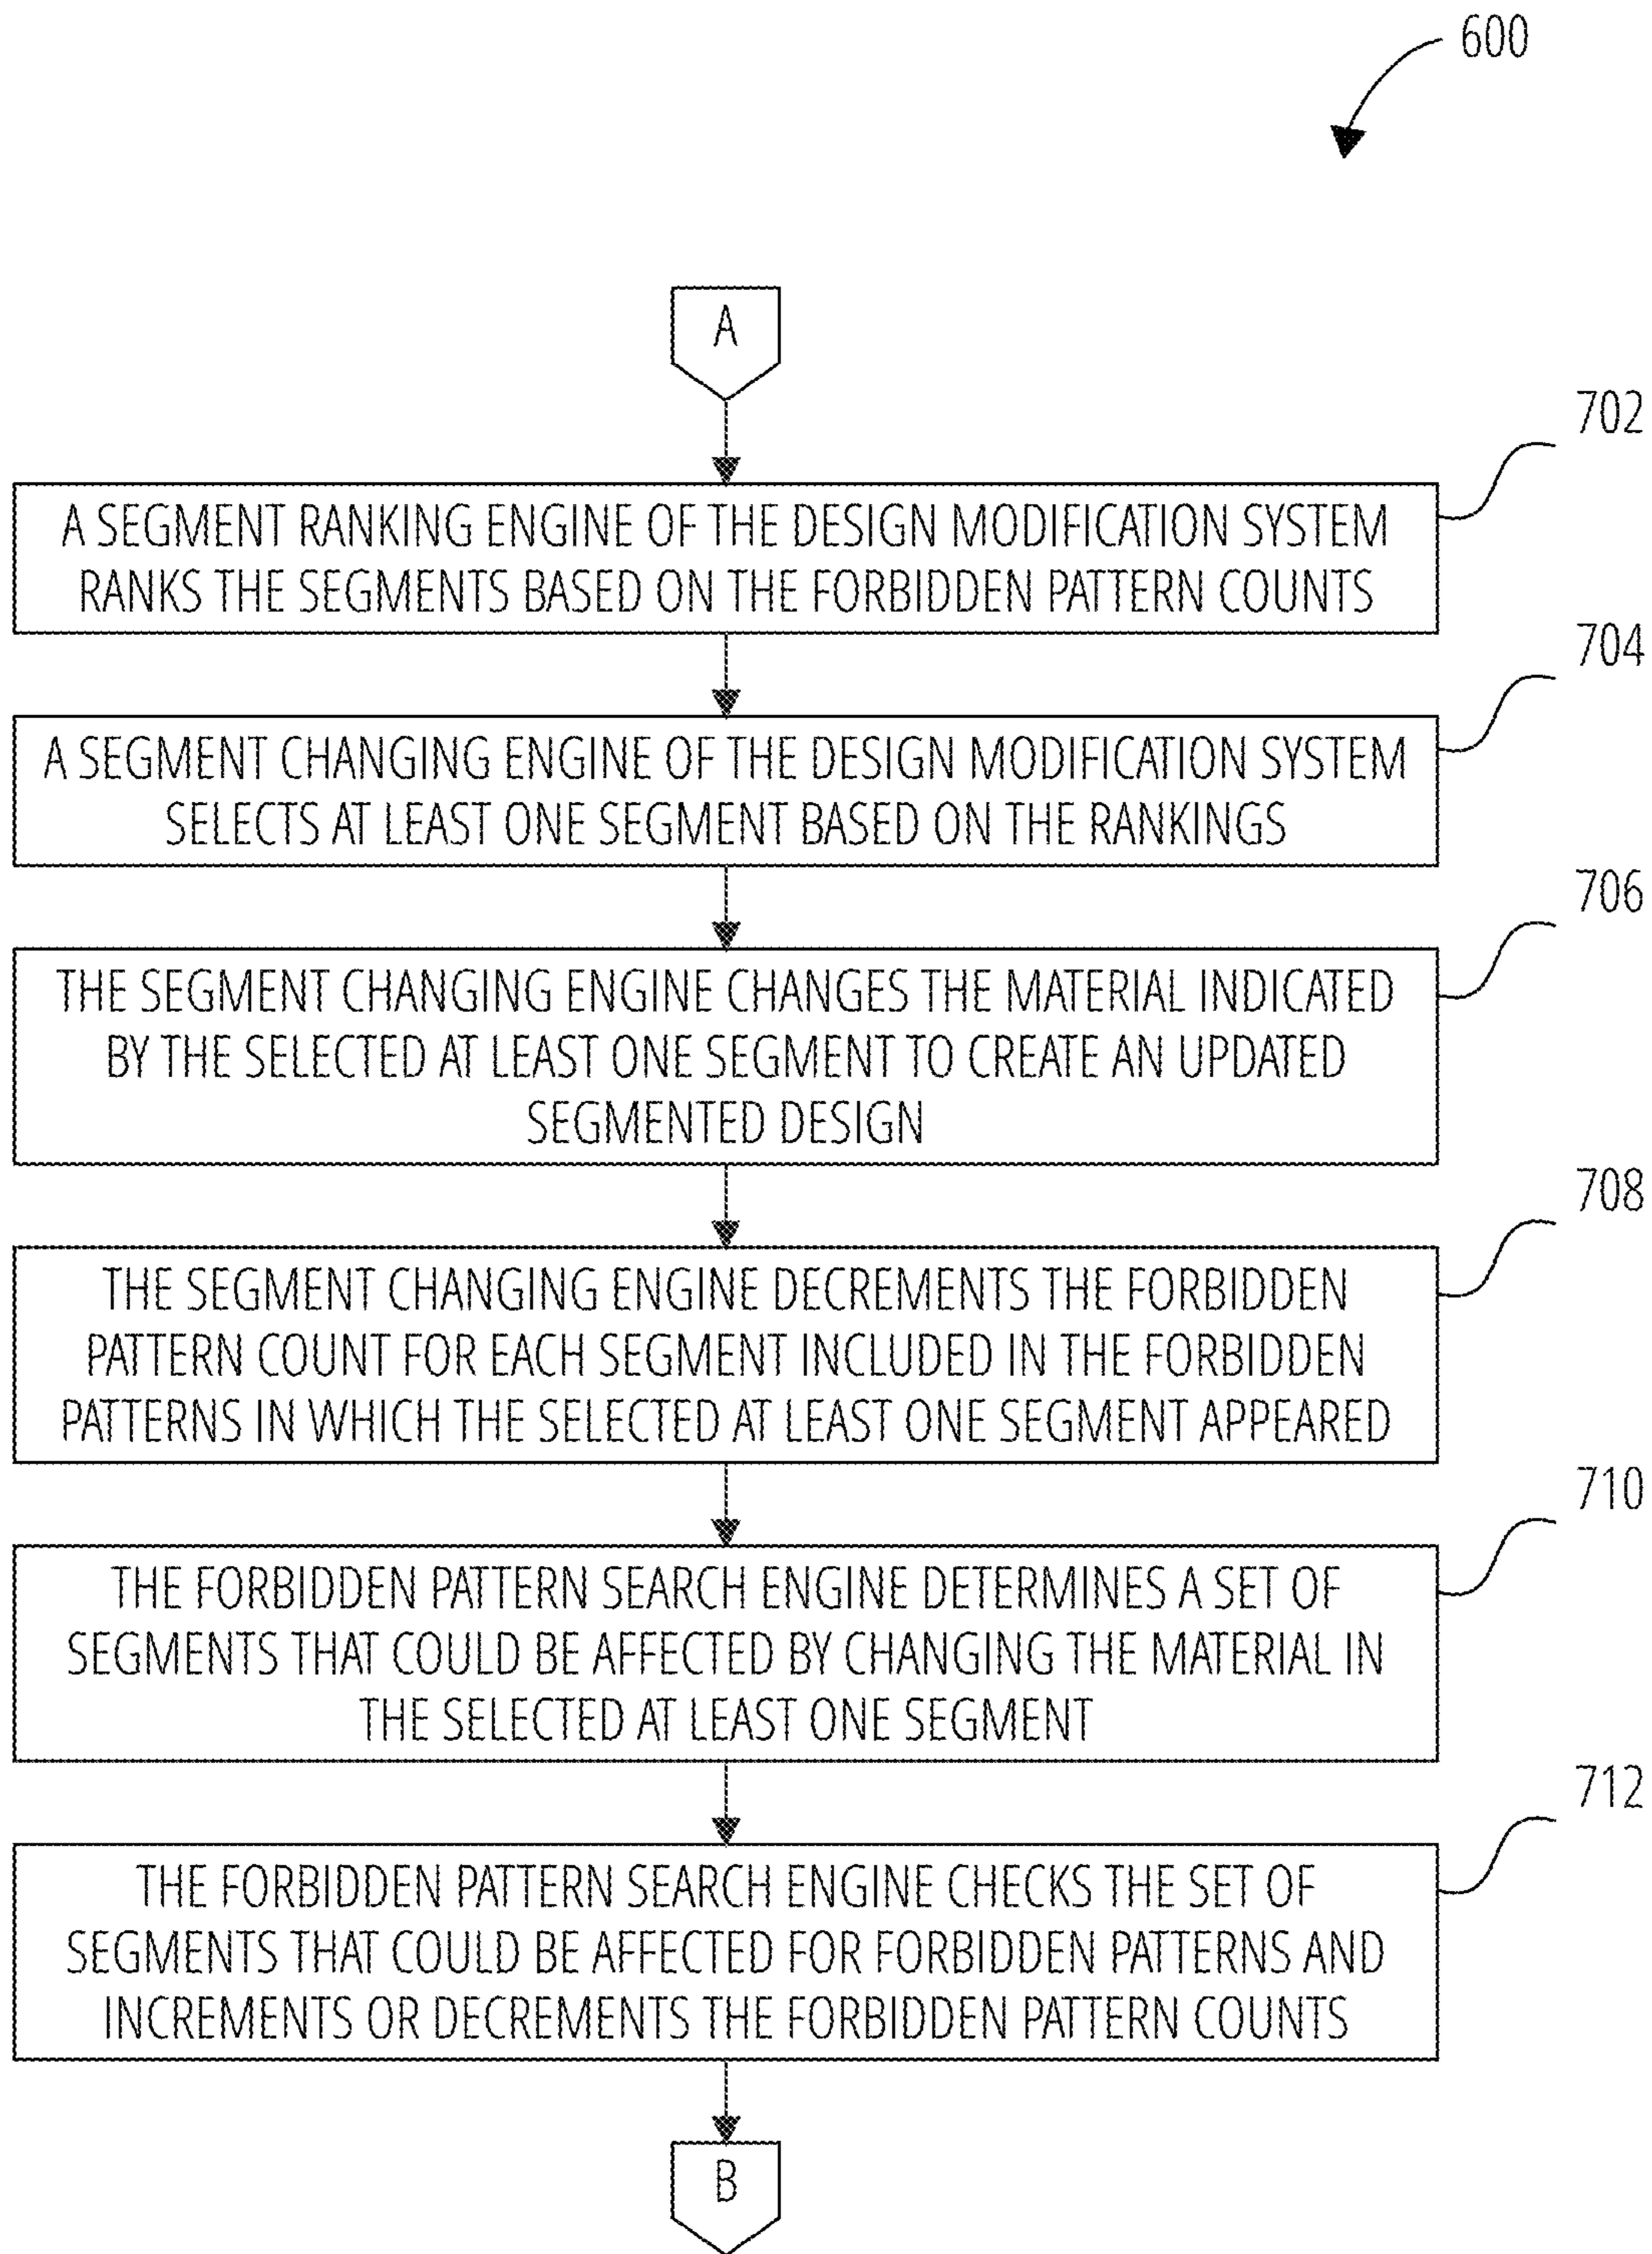 600
A
702
A SEGMENT RANKING ENGINE OF THE DESIGN MODIFICATION SYSTEM
RANKS THE SEGMENTS BASED ON THE FORBIDDEN PATTERN COUNTS
704
A SEGMENT CHANGING ENGINE OF THE DESIGN MODIFICATION SYSTEM
SELECTS AT LEAST ONE SEGMENT BASED ON THE RANKINGS
706
THE SEGMENT CHANGING ENGINE CHANGES THE MATERIAL INDICATED
BY THE SELECTED AT LEAST ONE SEGMENT TO CREATE AN UPDATED
SEGMENTED DESIGN
708
THE SEGMENT CHANGING ENGINE DECREMENTS THE FORBIDDEN
PATTERN COUNT FOR EACH SEGMENT INCLUDED IN THE FORBIDDEN
PATTERNS IN WHICH THE SELECTED AT LEAST ONE SEGMENT APPEARED
710
THE FORBIDDEN PATTERN SEARCH ENGINE DETERMINES A SET OF
SEGMENTS THAT COULD BE AFFECTED BY CHANGING THE MATERIAL IN
THE SELECTED AT LEAST ONE SEGMENT
712
THE FORBIDDEN PATTERN SEARCH ENGINE CHECKS THE SET OF
SEGMENTS THAT COULD BE AFFECTED FOR FORBIDDEN PATTERNS AND
INCREMENTS OR DECREMENTS THE FORBIDDEN PATTERN COUNTS
B